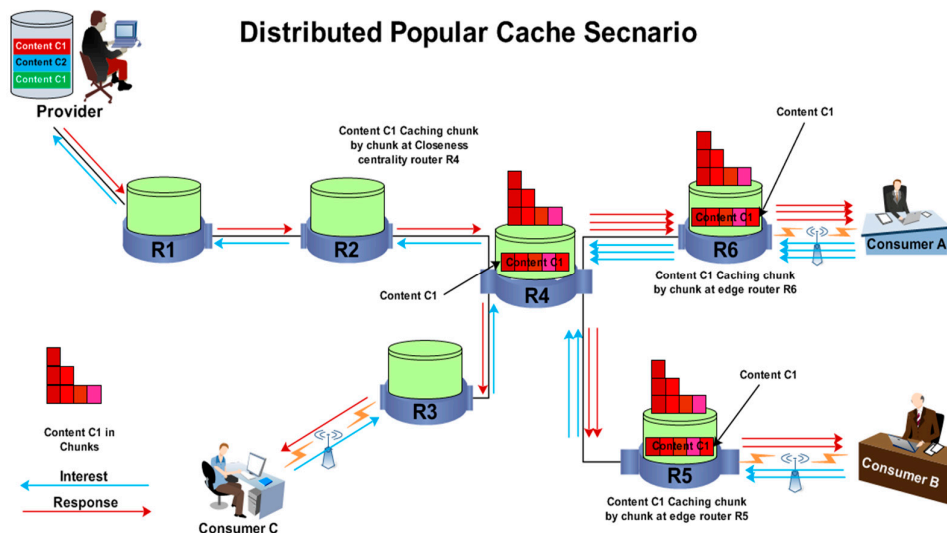 Distributed Popular Cache Secnario
Content C1
Content C2
Content C1
Provider
Content C1 Caching chunk
by chunk at Closeness
centrality router R4
Content C1
R1
R2
Content C1
R4
Content C1
Content C1
R6
Content C1 Caching chunk
by chunk at edge router R6
Consumer A
R3
Content C1
Content C1
R5
Content C1 Caching chunk
by chunk at edge router R5
Consumer B
Content C1 in
Chunks
Interest
Response
Consumer C